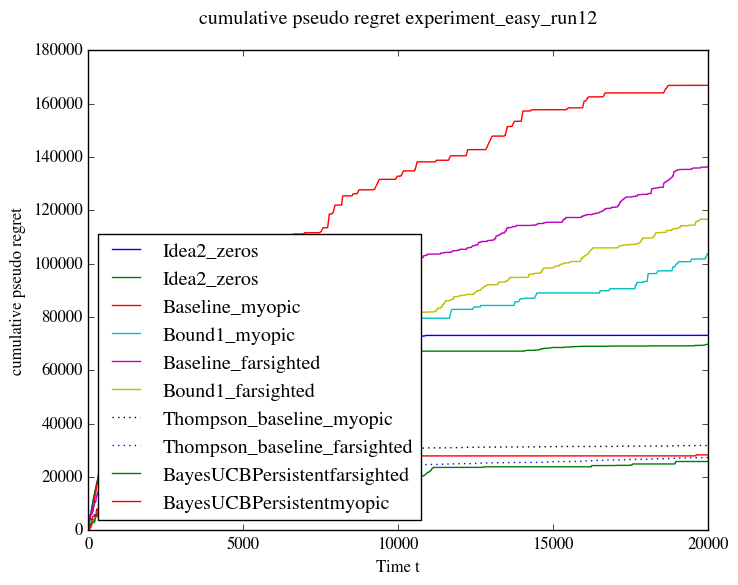 cumulative pseudo regret experiment_easy_run12
180000
160000
140000
120000
100000
80000
60000
40000
20000
0
cumulative pseudo regret
Idea2_zeros
Idea2_zeros
Baseline_myopic
Bound1_myopic
Baseline_farsighted
Bound1_farsighted
Thompson_baseline_myopic
Thompson_baseline_farsighted
BayesUCBPersistentfarsighted
BayesUCBPersistentmyopic
0 5000 10000 15000 20000
Time t